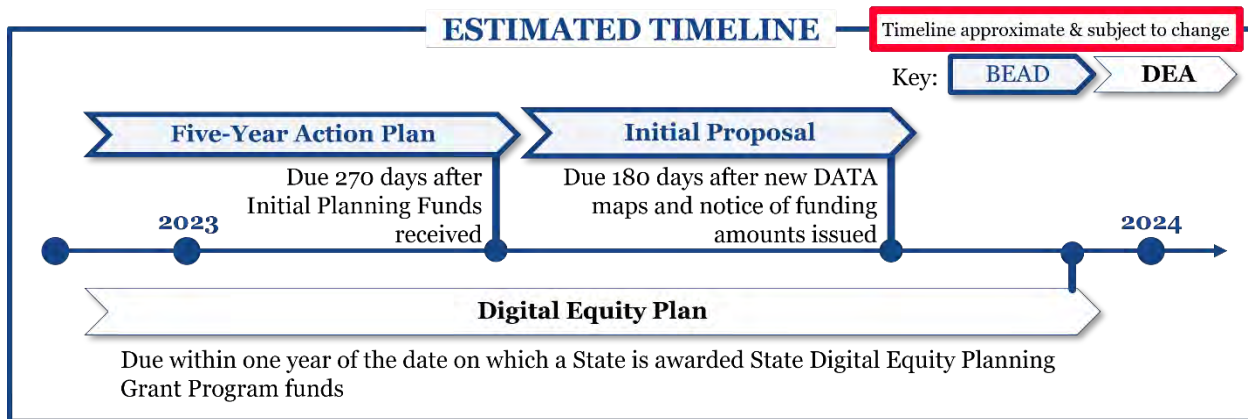 ESTIMATED TIMELINE
Timeline approximate & subject to change
Key:
BEAD
DEA
Five-Year Action Plan
Initial Proposal
Due 270 days after
Initial Planning Funds
received
Due 180 days after new DATA
maps and notice of funding
amounts issued
2023
2024
Digital Equity Plan
Due within one year of the date on which a State is awarded State Digital Equity Planning
Grant Program funds